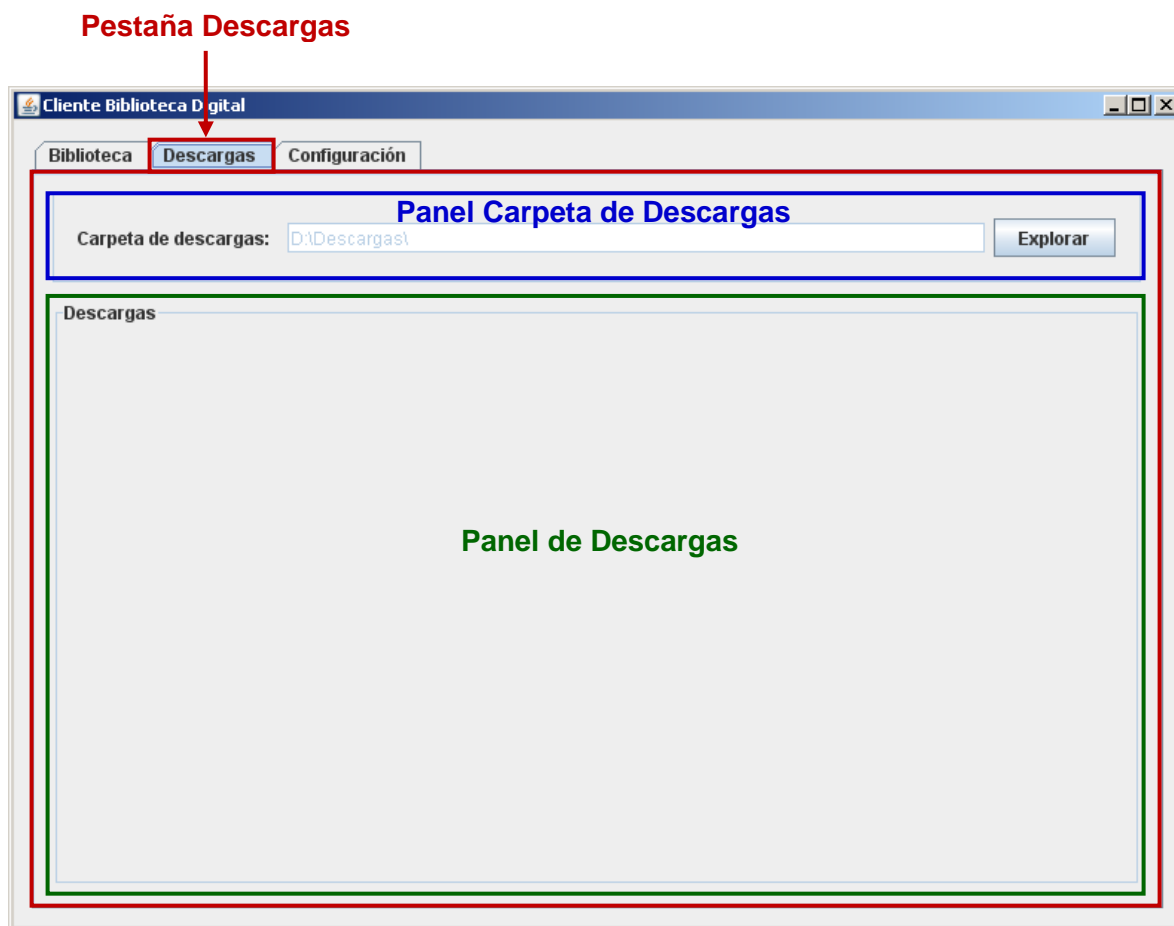 Pestaña Descargas
Cliente Biblioteca Digital
Biblioteca Descargas Configuración
Panel Carpeta de Descargas
Carpeta de descargas: D:\Descargas\ Explorar
Descargas
Panel de Descargas